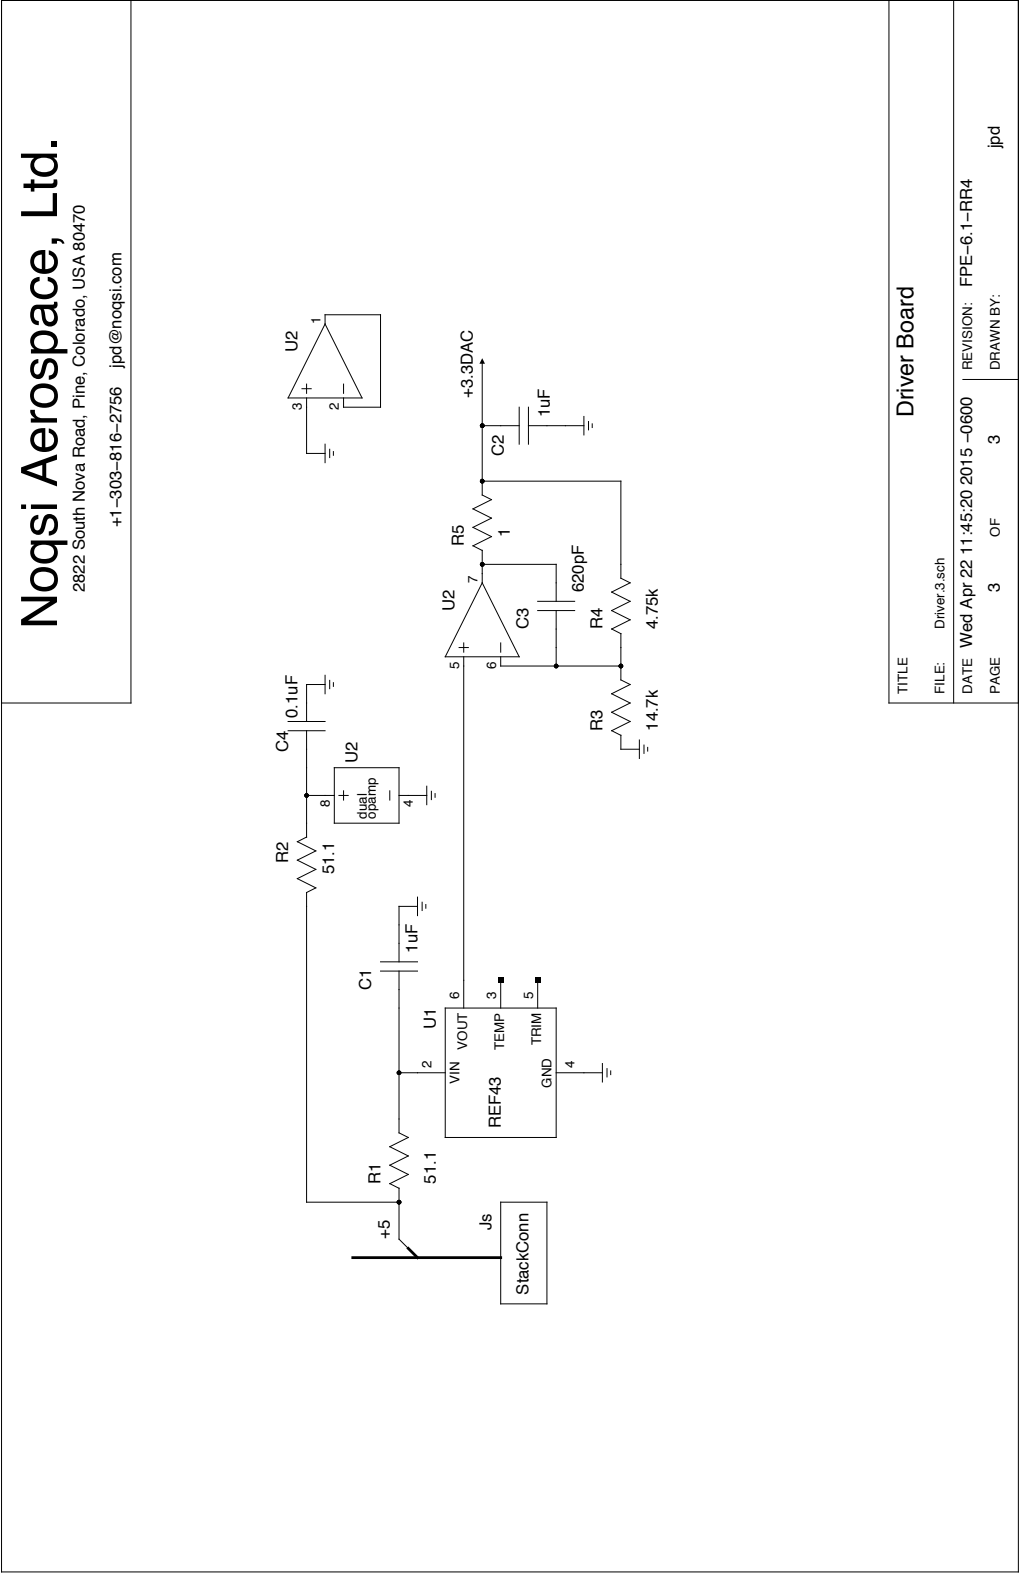 Noqsi Aerospace, Ltd.
2822 South Nova Road, Pine, Colorado, USA 80470
+1−303−816−2756 jpd@noqsi.com
U2
3
+
2
−
1
C4
0.1uF
R2
51.1
8
+
dual
opamp
−
4
U2
C1
1uF
+5
R1
51.1
2
U1
VIN
VOUT
6
REF43
TEMP
3
TRIM
5
GND
4
Js
StackConn
U2
5
+
6
−
7
R5
1
+3.3DAC
C2
1uF
C3
620pF
R4
4.75k
R3
14.7k
TITLE
Driver Board
FILE: Driver.3.sch
DATE Wed Apr 22 11:45:20 2015 −0600
REVISION: FPE−6.1−RR4
PAGE 3 OF 3
DRAWN BY: jpd